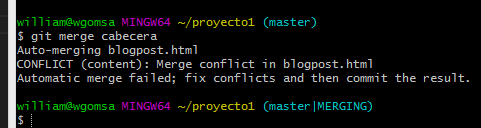 william@wgomsa MINGW64 ~/proyecto1 (master)
$ git merge cabecera
Auto-merging blogpost.html
CONFLICT (content): Merge conflict in blogpost.html
Automatic merge failed; fix conflicts and then commit the result.
william@wgomsa MINGW64 ~/proyecto1 (master|MERGING)
$